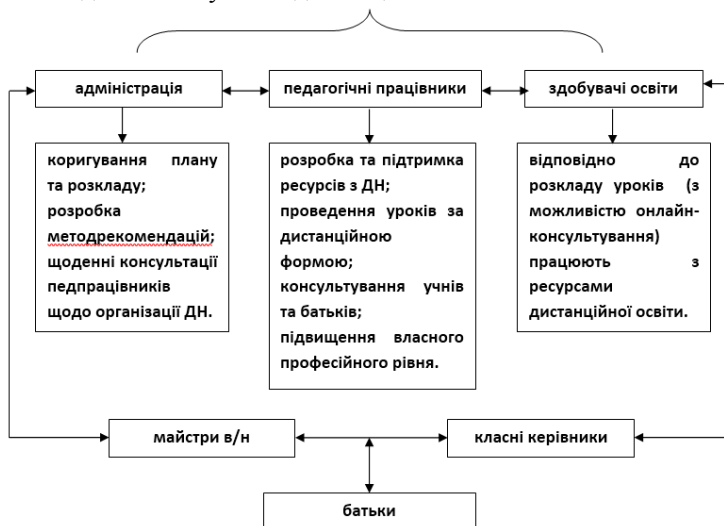 адміністрація
педагогічні працівники
здобувачі освіти
коригування плану
та розкладу;
розробка
методрекомендацій;
щоденні консультації
педпрацівників
щодо організації ДН.
розробка та підтримка
ресурсів з ДН;
проведення уроків за
дистанційною
формою;
консультування учнів
та батьків;
підвищення власного
професійного рівня.
відповідно до
розкладу уроків (з
можливістю онлайн-
консультування)
працюють з
ресурсами
дистанційної освіти.
майстри в/н
класні керівники
батьки